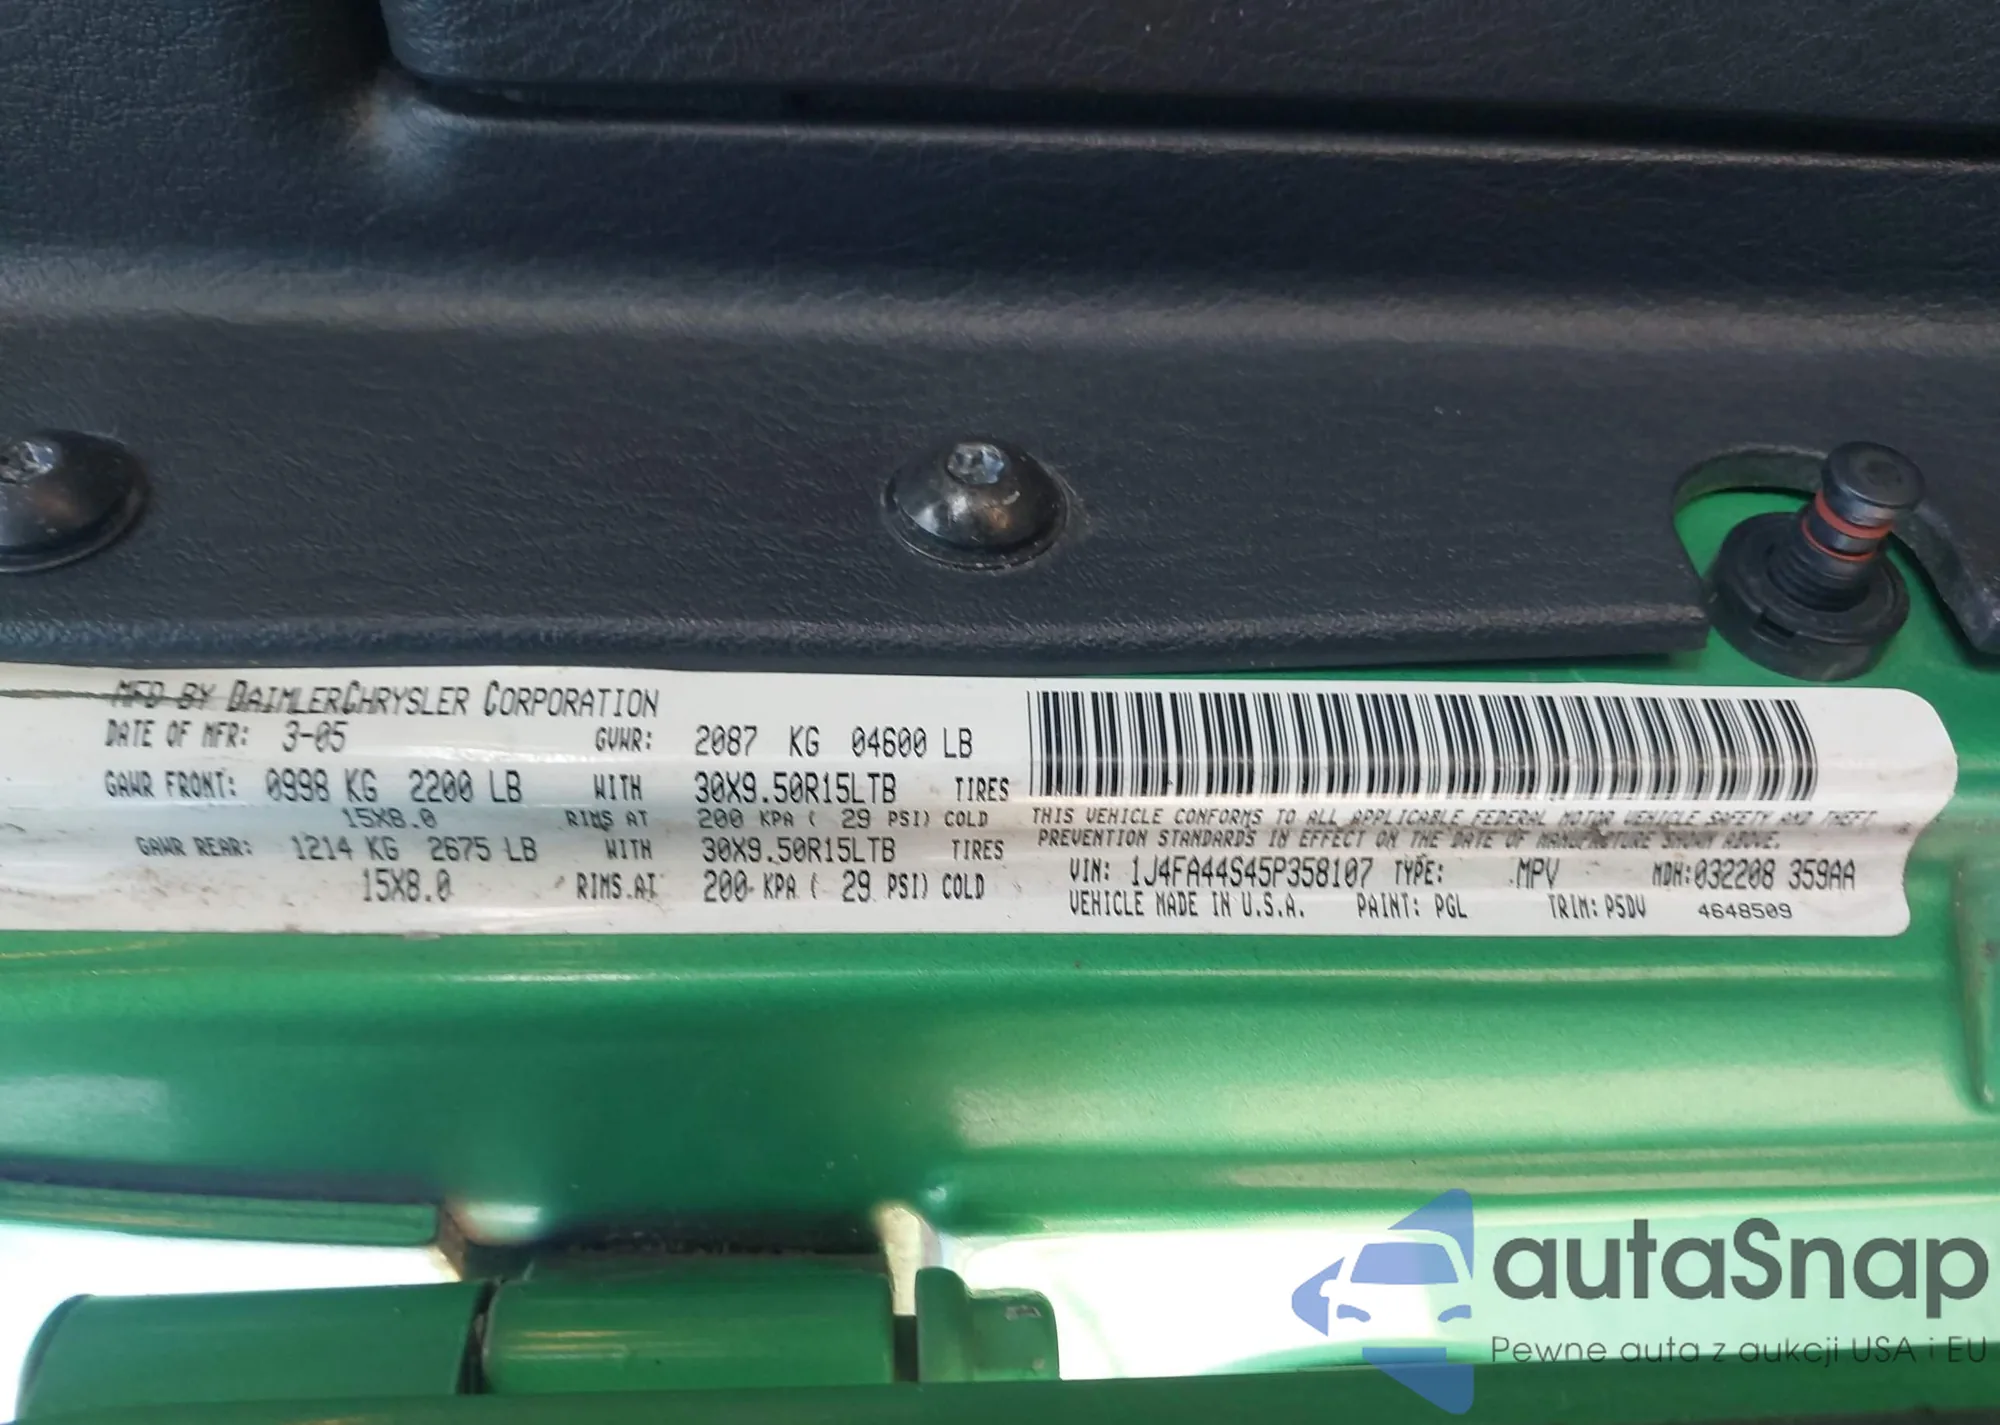 MFD BY DAIMLERCHRYSLER CORPORATION
DATE OF MFR: 3-05 GVWR: 2087 KG 04600 LB
GAWR FRONT: 0998 KG 2200 LB WITH 30X9.50R15LTB TIRES
15X8.0 RIMS AT 200 KPA ( 29 PSI) COLD
GAWR REAR: 1214 KG 2675 LB WITH 30X9.50R15LTB TIRES
15X8.0 RIMS AT 200 KPA ( 29 PSI) COLD
THIS VEHICLE CONFORMS TO ALL APPLICABLE FEDERAL MOTOR VEHICLE SAFETY AND THEFT
PREVENTION STANDARDS IN EFFECT ON THE DATE OF MANUFACTURE SHOWN ABOVE.
VIN: 1J4FA44S45P358107 TYPE: MPV MDH:032208 359AA
VEHICLE MADE IN U.S.A. PAINT: PGL TRIM: P5DV 4648509
autaSnap
Pewne auta z aukcji USA i EU